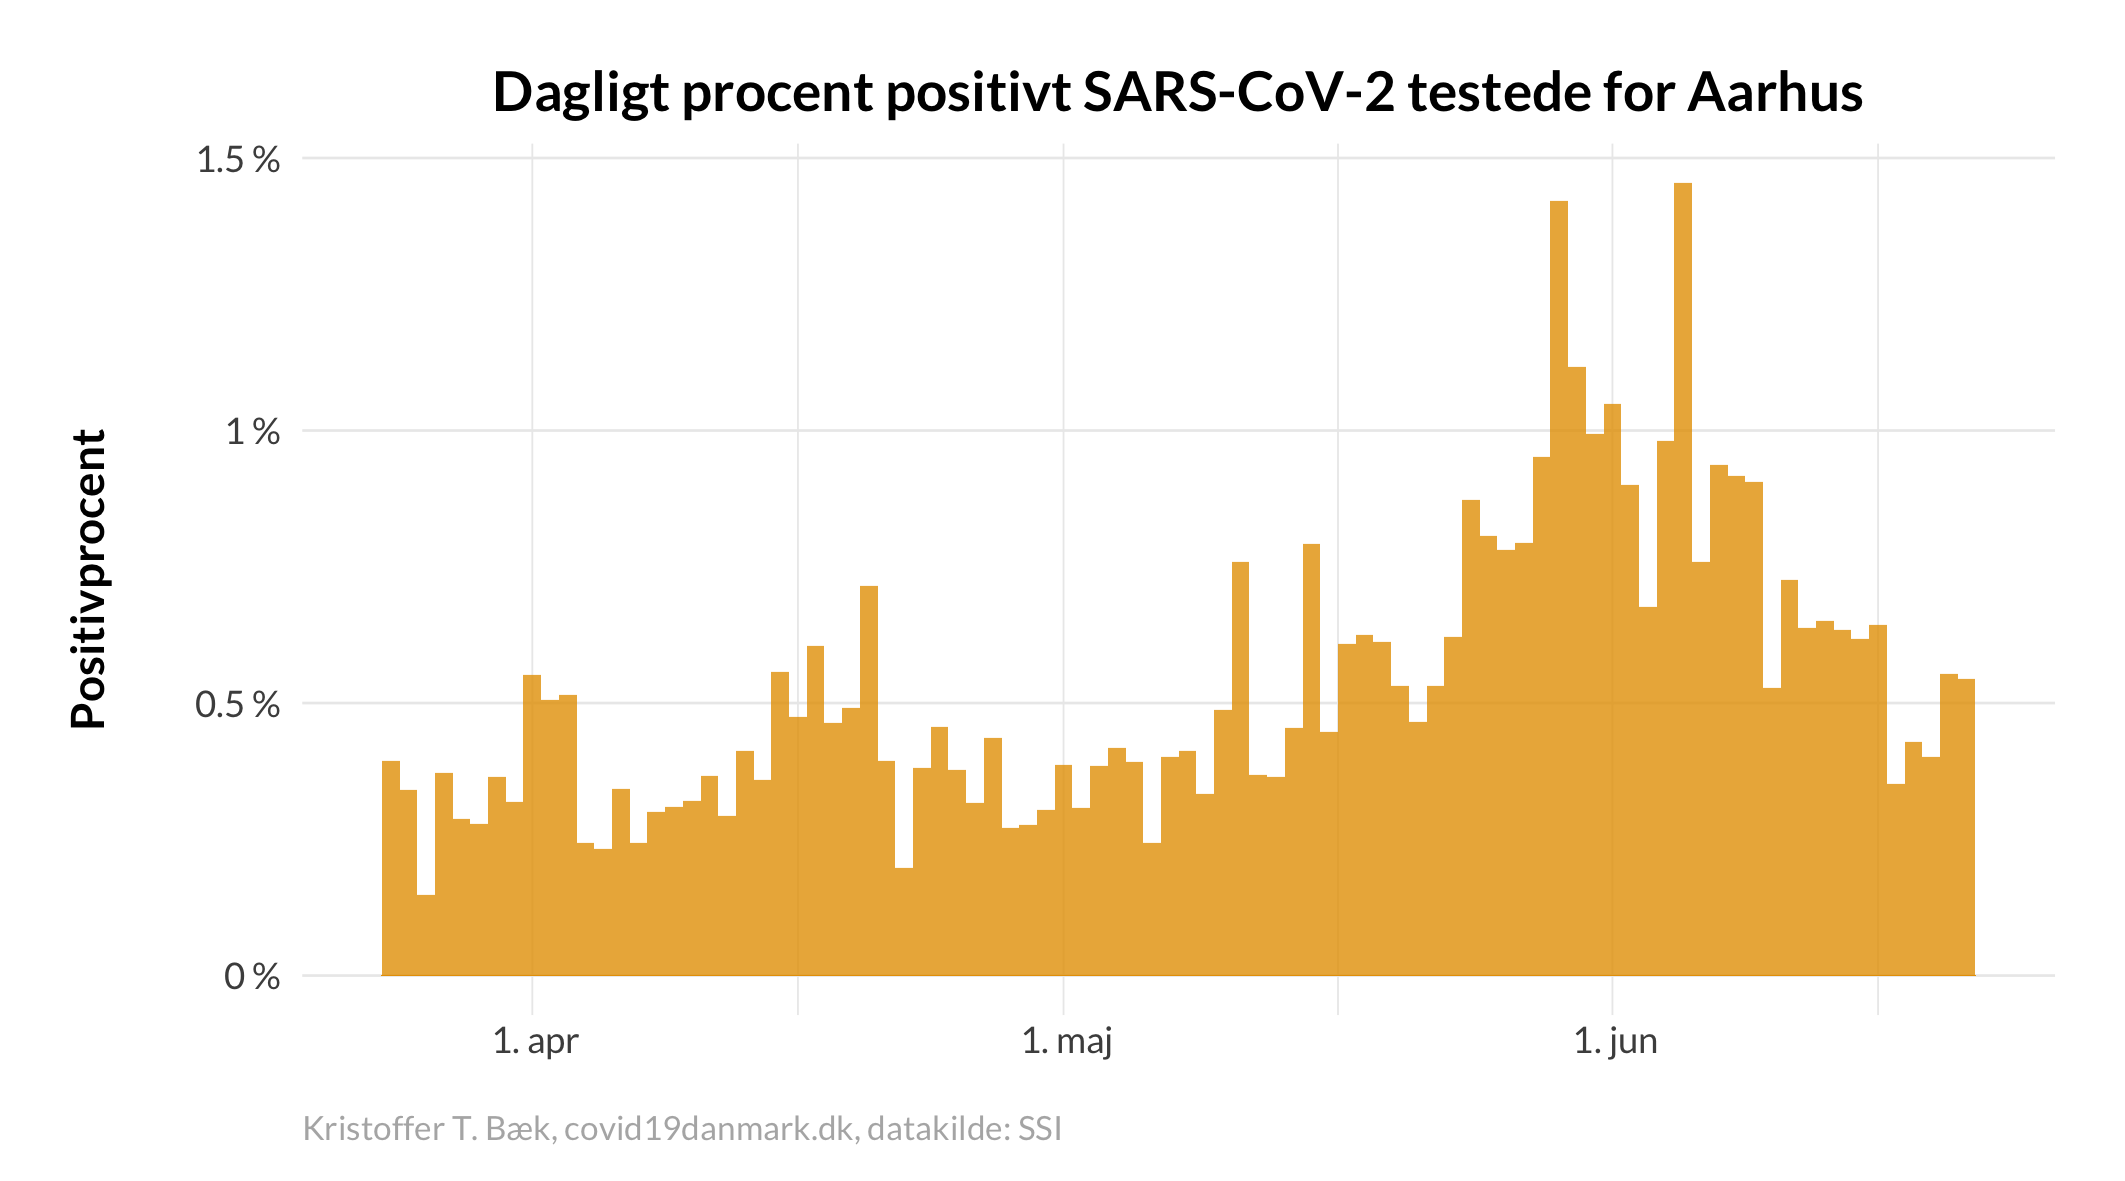 Dagligt procent positivt SARS-CoV-2 testede for Aarhus
Positivprocent
1.5 %
1 %
0.5 %
0 %
1. apr
1. maj
1. jun
Kristoffer T. Bæk, covid19danmark.dk, datakilde: SSI